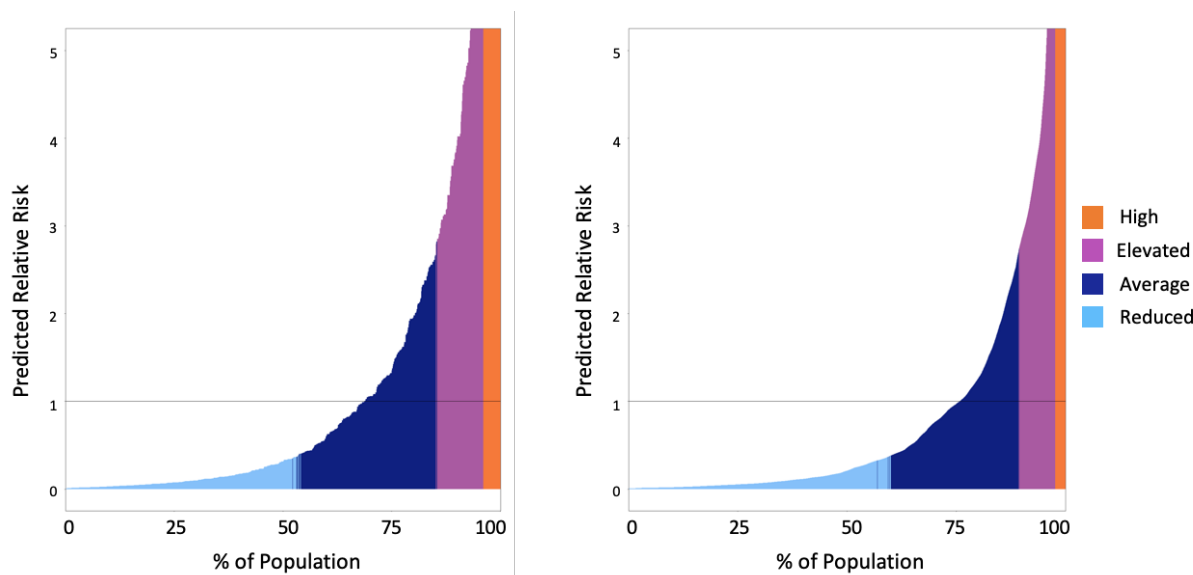 5
4
3
2
1
0
Predicted Relative Risk
0 25 50 75 100
% of Population
5
4
3
2
1
0
Predicted Relative Risk
0 25 50 75 100
% of Population
High
Elevated
Average
Reduced